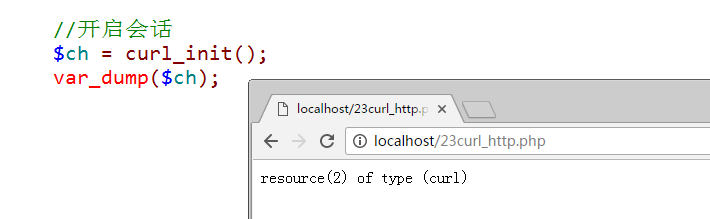 //开启会话
$ch = curl_init();
var_dump($ch);
localhost/23curl_http.p
localhost/23curl_http.php
resource(2) of type (curl)